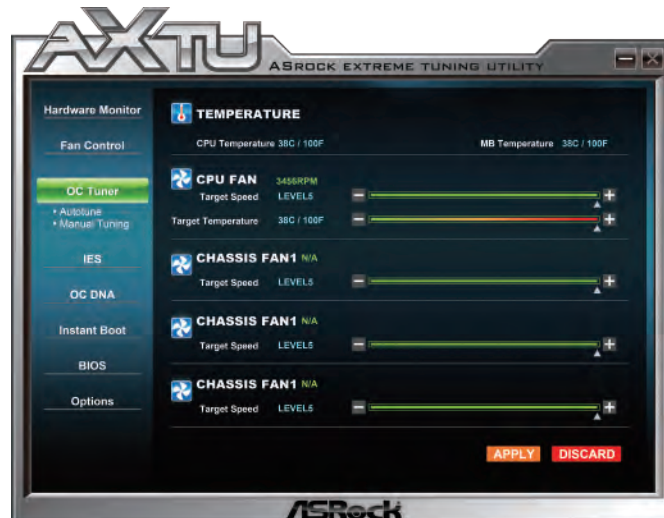 AXTU
ASROCK EXTREME TUNING UTILITY
Hardware Monitor
Fan Control
OC Tuner
• Autotune
• Manual Tuning
IES
OC DNA
Instant Boot
BIOS
Options
TEMPERATURE
CPU Temperature 38C / 100F MB Temperature 38C / 100F
CPU FAN 3456RPM
Target Speed LEVEL5
Target Temperature 38C / 100F
CHASSIS FAN1 N/A
Target Speed LEVEL5
CHASSIS FAN1 N/A
Target Speed LEVEL5
CHASSIS FAN1 N/A
Target Speed LEVEL5
APPLY DISCARD
ASRock